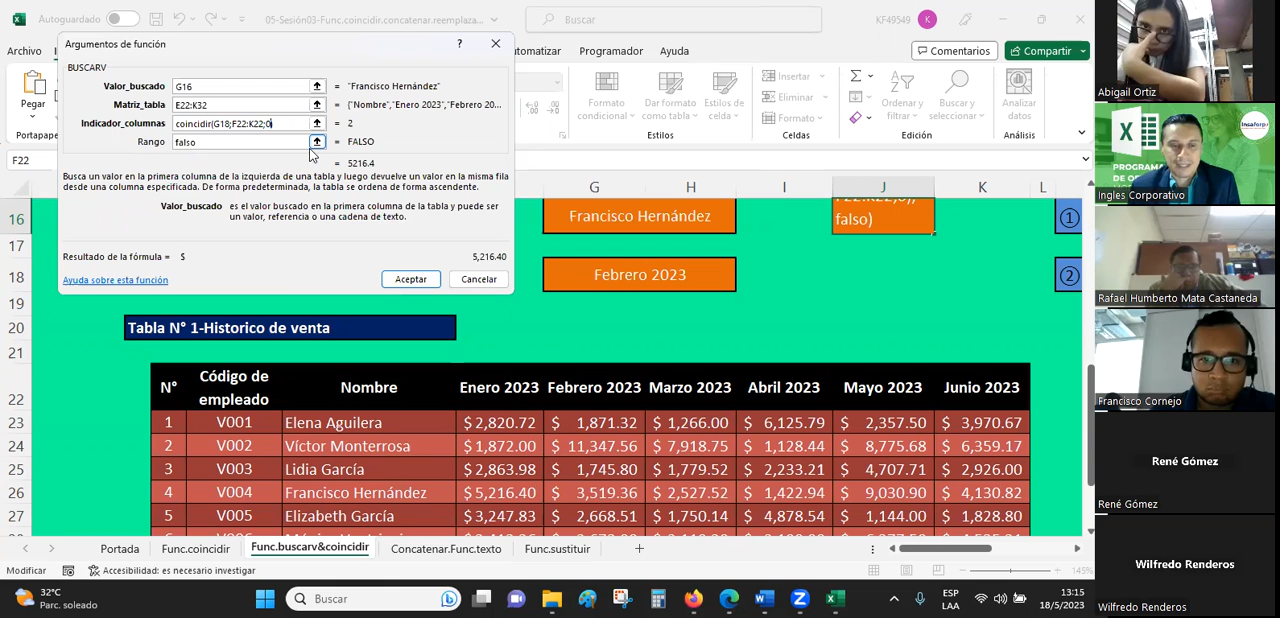 Autoguardado
05-Sesión03-Func.coincidir.concatenar.reemplaza...
Buscar
KF49549
K
Archivo
Automatizar
Programador
Ayuda
Comentarios
Compartir
Pegar
Portapape
Formato condicional
Dar formato como tabla
Estilos de celda
Estilos
Insertar
Eliminar
Formato
Celdas
Ordenar y filtrar
Buscar y seleccionar
Edición
Analizar datos
Análisis
Argumentos de función
?
BUSCARV
Valor_buscado G16 = "Francisco Hernández"
Matriz_tabla E22:K32 = {"Nombre","Enero 2023","Febrero 20...
Indicador_columnas coincidir(G18;F22:K22;0) = 2
Rango falso = FALSO
= 5216.4
Busca un valor en la primera columna de la izquierda de una tabla y luego devuelve un valor en la misma fila
desde una columna especificada. De forma predeterminada, la tabla se ordena de forma ascendente.
Valor_buscado es el valor buscado en la primera columna de la tabla y puede ser
un valor, referencia o una cadena de texto.
Resultado de la fórmula = $ 5,216.40
Ayuda sobre esta función
Aceptar
Cancelar
F22
G H I J K L
16 Francisco Hernández
falso)
①
17
18 Febrero 2023
②
19
20 Tabla N° 1-Historico de venta
21
22 N° Código de empleado Nombre Enero 2023 Febrero 2023 Marzo 2023 Abril 2023 Mayo 2023 Junio 2023
23 1 V001 Elena Aguilera $ 2,820.72 $ 1,871.32 $ 1,266.00 $ 6,125.79 $ 2,357.50 $ 3,970.67
24 2 V002 Víctor Monterrosa $ 1,872.00 $ 11,347.56 $ 7,918.75 $ 1,128.44 $ 8,775.68 $ 6,359.17
25 3 V003 Lidia García $ 2,863.98 $ 1,745.80 $ 1,779.52 $ 2,233.21 $ 4,707.71 $ 2,926.00
26 4 V004 Francisco Hernández $ 5,216.40 $ 3,519.36 $ 2,527.52 $ 1,422.94 $ 9,030.90 $ 4,130.82
27 5 V005 Elizabeth García $ 3,247.83 $ 2,668.51 $ 1,750.14 $ 4,878.54 $ 1,144.00 $ 1,828.80
Portada
Func.coincidir
Func.buscarv&coincidir
Concatenar.Func.texto
Func.sustituir
Modificar
Accesibilidad: es necesario investigar
145%
32°C
Parc. soleado
Buscar
ESP
LAA
13:15
18/5/2023
Abigail Ortiz
PROGRAMA
Insaforp
Ingles Corporativo
Rafael Humberto Mata Castaneda
Francisco Cornejo
René Gómez
René Gómez
Wilfredo Renderos
Wilfredo Renderos